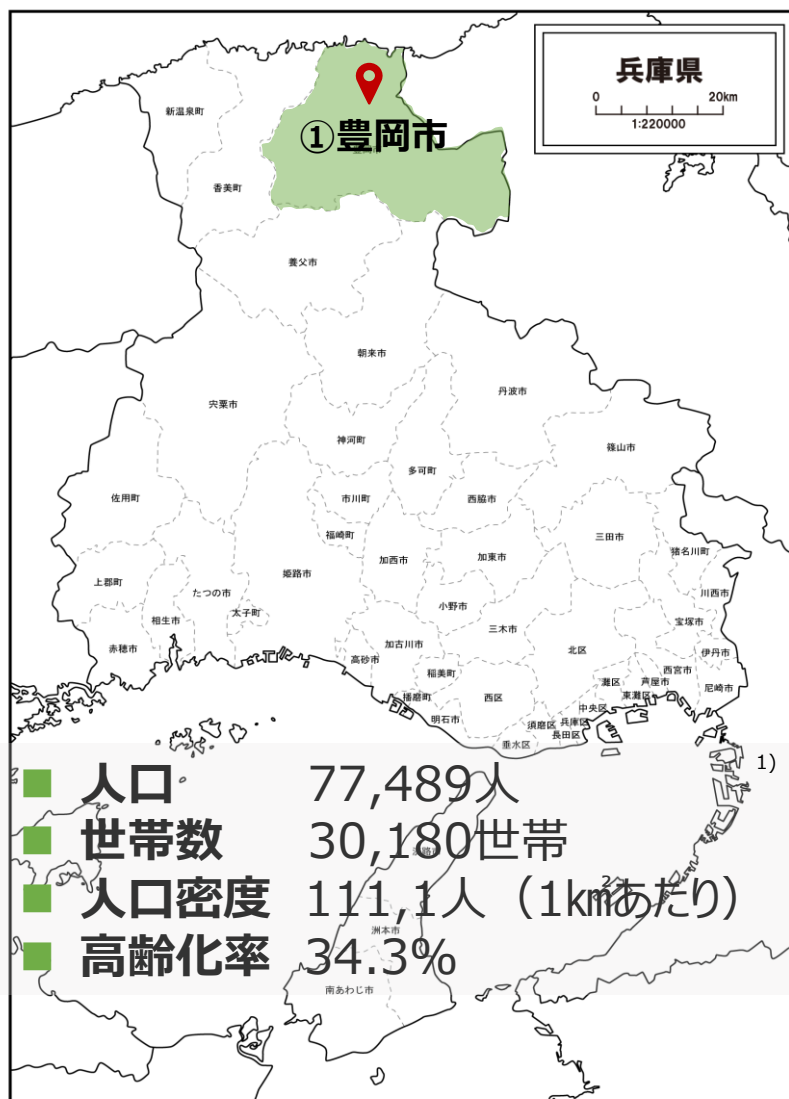 兵庫県
0 20km
1:220000
①豊岡市
新温泉町
香美町
養父市
朝来市
丹波市
宍粟市
神河町
篠山市
多可町
佐用町
市川町
西脇市
福崎町
三田市
加西市
加東市
猪名川町
姫路市
上郡町
たつの市
川西市
太子町
小野市
相生市
三木市
宝塚市
赤穂市
加古川市
北区
伊丹市
高砂市
稲美町
西宮市
灘区
芦屋市
尼崎市
播磨町
西区
東灘区
中央区
明石市
須磨区
兵庫区
長田区
垂水区
1)
人口 77,489人
世帯数 30,180世帯
淡路市
人口密度 111,1人（1k㎡あたり）
洲本市
高齢化率 34.3%
南あわじ市